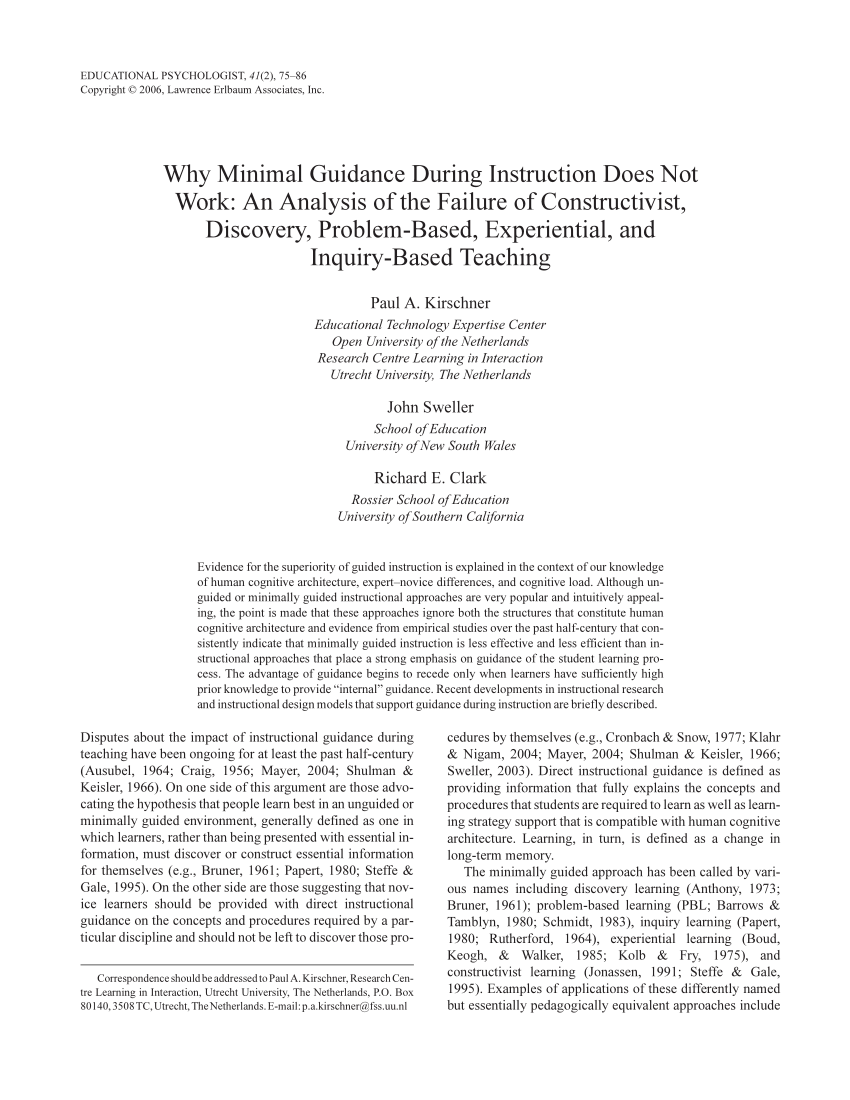 EDUCATIONAL PSYCHOLOGIST, 41(2), 75–86
Copyright © 2006, Lawrence Erlbaum Associates, Inc.
Why Minimal Guidance During Instruction Does Not
Work: An Analysis of the Failure of Constructivist,
Discovery, Problem-Based, Experiential, and
Inquiry-Based Teaching
Paul A. Kirschner
Educational Technology Expertise Center
Open University of the Netherlands
Research Centre Learning in Interaction
Utrecht University, The Netherlands
John Sweller
School of Education
University of New South Wales
Richard E. Clark
Rossier School of Education
University of Southern California
Evidence for the superiority of guided instruction is explained in the context of our knowledge
of human cognitive architecture, expert–novice differences, and cognitive load. Although un-
guided or minimally guided instructional approaches are very popular and intuitively appeal-
ing, the point is made that these approaches ignore both the structures that constitute human
cognitive architecture and evidence from empirical studies over the past half-century that con-
sistently indicate that minimally guided instruction is less effective and less efficient than in-
structional approaches that place a strong emphasis on guidance of the student learning pro-
cess. The advantage of guidance begins to recede only when learners have sufficiently high
prior knowledge to provide “internal” guidance. Recent developments in instructional research
and instructional design models that support guidance during instruction are briefly described.
Disputes about the impact of instructional guidance during
teaching have been ongoing for at least the past half-century
(Ausubel, 1964; Craig, 1956; Mayer, 2004; Shulman &
Keisler, 1966). On one side of this argument are those advo-
cating the hypothesis that people learn best in an unguided or
minimally guided environment, generally defined as one in
which learners, rather than being presented with essential in-
formation, must discover or construct essential information
for themselves (e.g., Bruner, 1961; Papert, 1980; Steffe &
Gale, 1995). On the other side are those suggesting that nov-
ice learners should be provided with direct instructional
guidance on the concepts and procedures required by a par-
ticular discipline and should not be left to discover those pro-
Correspondence should be addressed to Paul A. Kirschner, Research Cen-
tre Learning in Interaction, Utrecht University, The Netherlands, P.O. Box
80140, 3508 TC, Utrecht, The Netherlands. E-mail: p.a.kirschner@fss.uu.nl
cedures by themselves (e.g., Cronbach & Snow, 1977; Klahr
& Nigam, 2004; Mayer, 2004; Shulman & Keisler, 1966;
Sweller, 2003). Direct instructional guidance is defined as
providing information that fully explains the concepts and
procedures that students are required to learn as well as learn-
ing strategy support that is compatible with human cognitive
architecture. Learning, in turn, is defined as a change in
long-term memory.
The minimally guided approach has been called by vari-
ous names including discovery learning (Anthony, 1973;
Bruner, 1961); problem-based learning (PBL; Barrows &
Tamblyn, 1980; Schmidt, 1983), inquiry learning (Papert,
1980; Rutherford, 1964), experiential learning (Boud,
Keogh, & Walker, 1985; Kolb & Fry, 1975), and
constructivist learning (Jonassen, 1991; Steffe & Gale,
1995). Examples of applications of these differently named
but essentially pedagogically equivalent approaches include